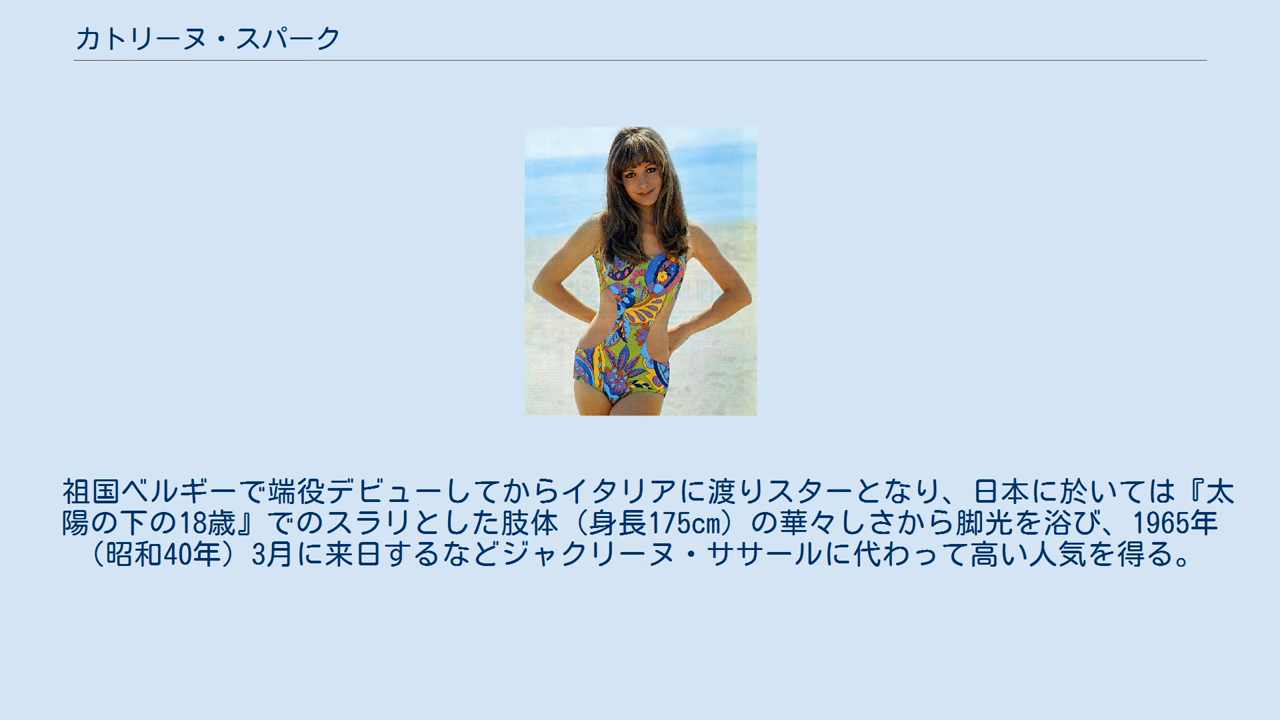 カトリーヌ・スパーク
祖国ベルギーで端役デビューしてからイタリアに渡りスターとなり、日本に於いては『太
陽の下の18歳』でのスラリとした肢体（身長175cm）の華々しさから脚光を浴び、1965年
（昭和40年）3月に来日するなどジャクリーヌ・ササールに代わって高い人気を得る。